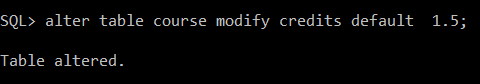 SQL> alter table course modify credits default  1.5;
Table altered.